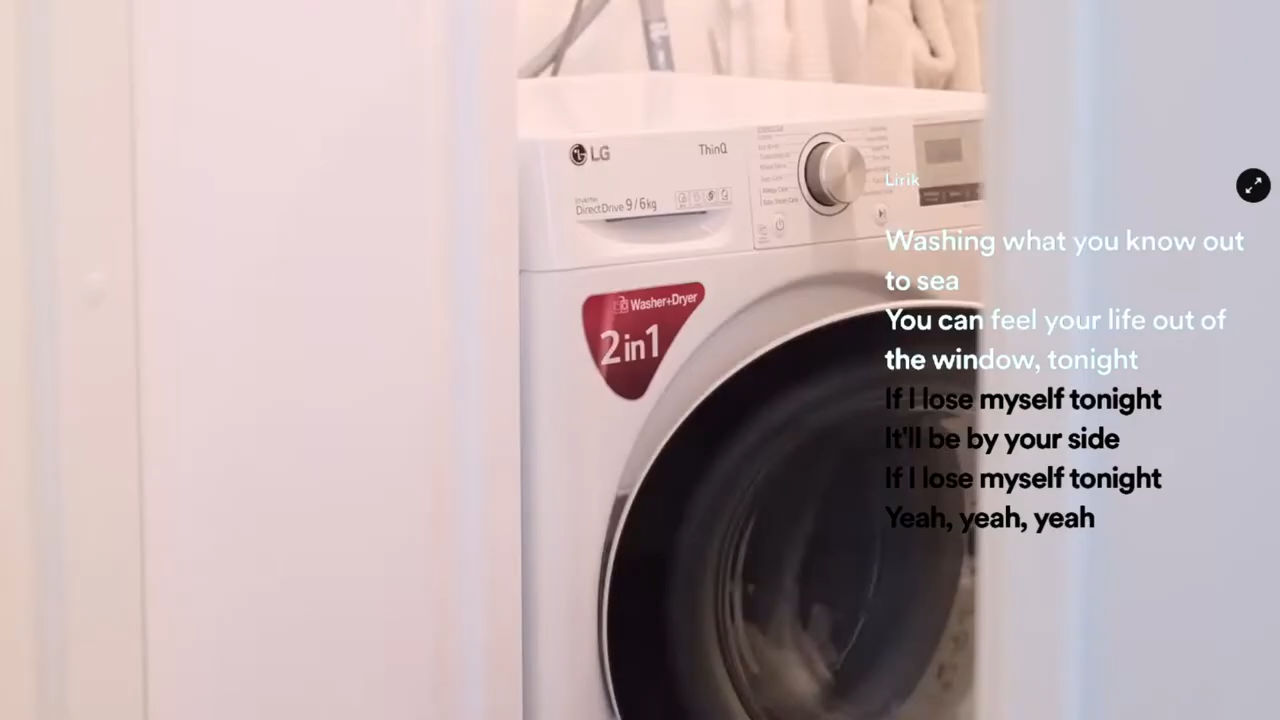 LG
ThinQ
Inverter
DirectDrive 9/6kg
Washer+Dryer
2in1
Lirik
Washing what you know out
to sea
You can feel your life out of
the window, tonight
If I lose myself tonight
It'll be by your side
If I lose myself tonight
Yeah, yeah, yeah